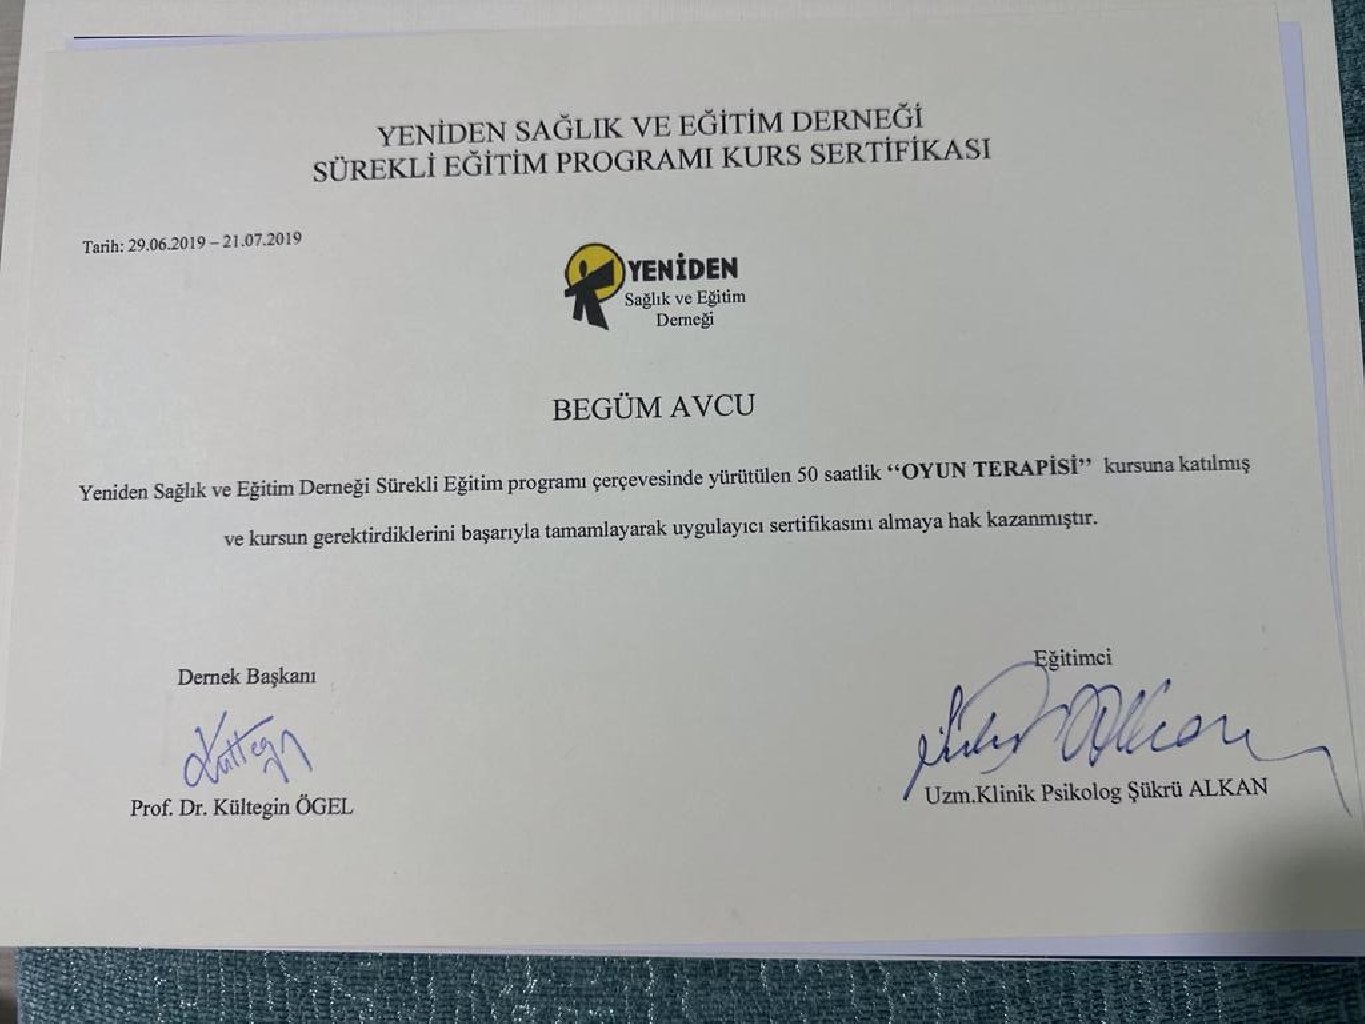 YENİDEN SAĞLIK VE EĞİTİM DERNEĞİ
SÜREKLİ EĞİTİM PROGRAMI KURS SERTİFİKASI
Tarih: 29.06.2019 – 21.07.2019
YENİDEN
Sağlık ve Eğitim
Derneği
BEGÜM AVCU
Yeniden Sağlık ve Eğitim Derneği Sürekli Eğitim programı çerçevesinde yürütülen 50 saatlik “OYUN TERAPİSİ” kursuna katılmış
ve kursun gerektirdiklerini başarıyla tamamlayarak uygulayıcı sertifikasını almaya hak kazanmıştır.
Dernek Başkanı
Prof. Dr. Kültegin ÖGEL
Eğitimci
Uzm.Klinik Psikolog Şükrü ALKAN